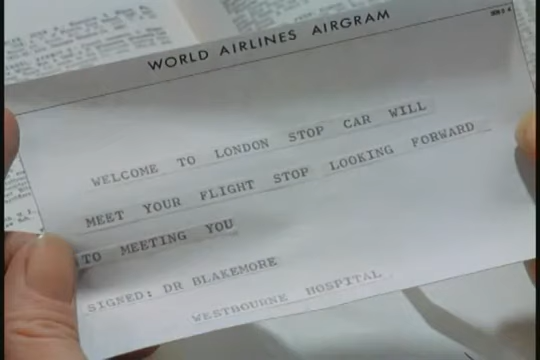 WORLD AIRLINES AIRGRAM
WELCOME TO LONDON STOP CAR WILL
MEET YOUR FLIGHT STOP LOOKING FORWARD
TO MEETING YOU
SIGNED: DR BLAKEMORE
WESTBOURNE HOSPITAL